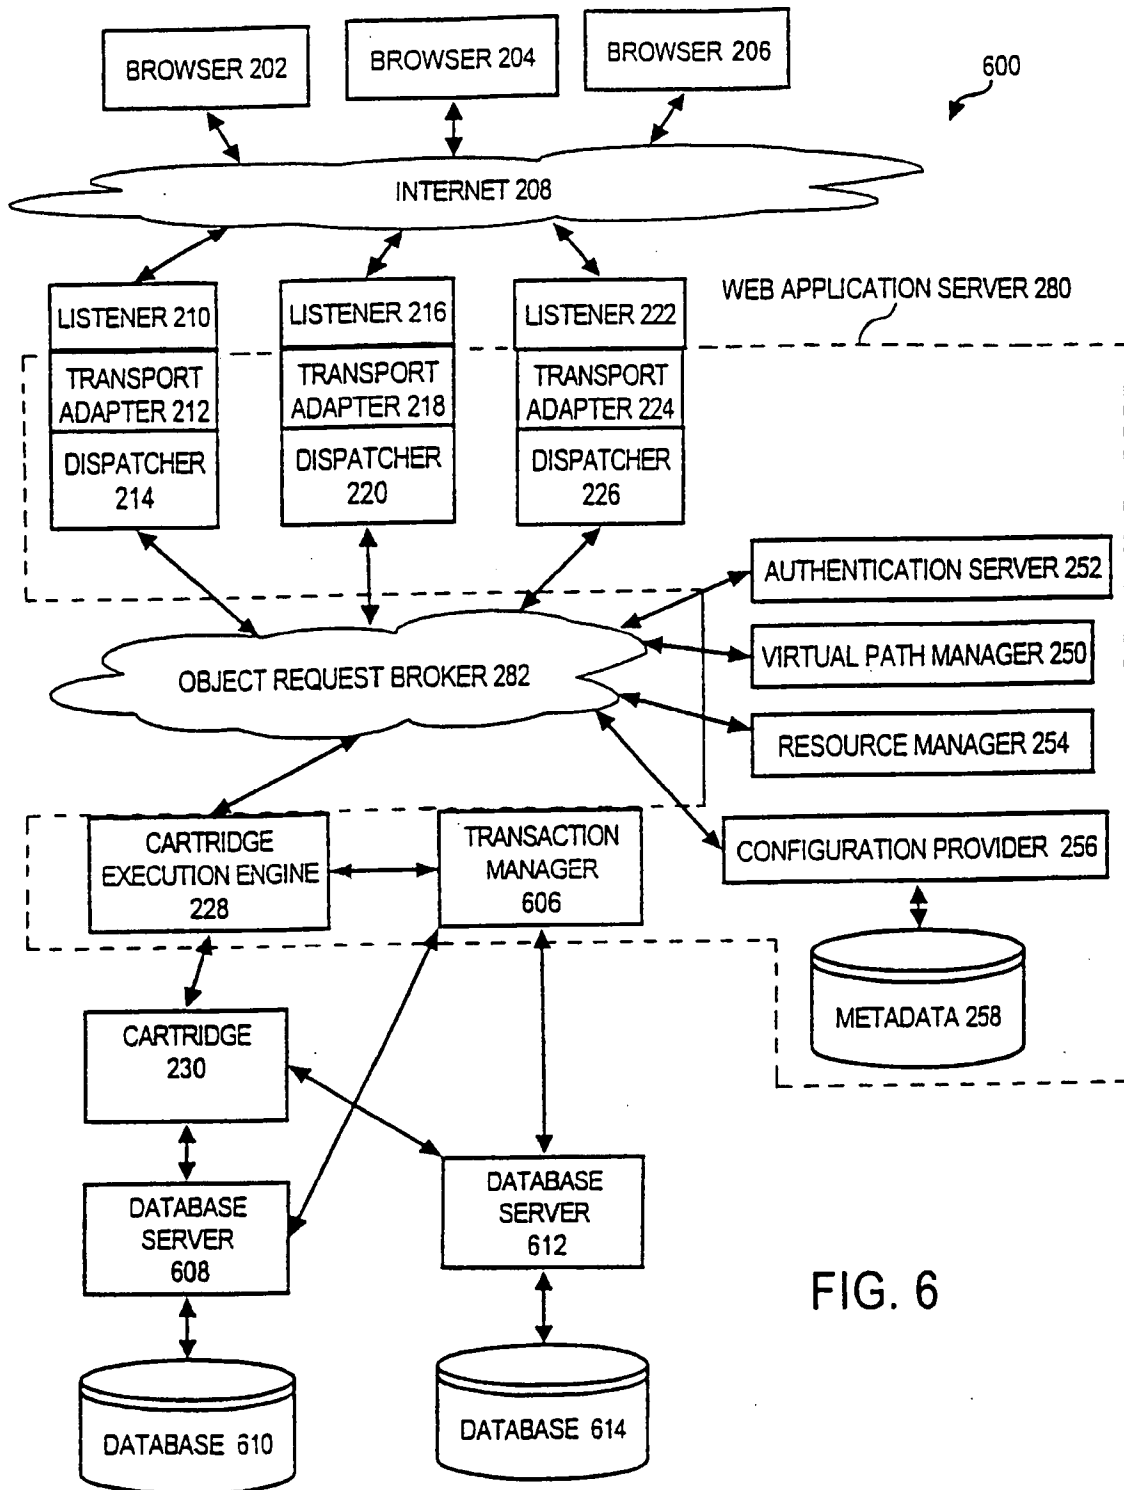 BROWSER 202
BROWSER 204
BROWSER 206
600
INTERNET 208
WEB APPLICATION SERVER 280
LISTENER 210
TRANSPORT
ADAPTER 212
DISPATCHER
214
LISTENER 216
TRANSPORT
ADAPTER 218
DISPATCHER
220
LISTENER 222
TRANSPORT
ADAPTER 224
DISPATCHER
226
AUTHENTICATION SERVER 252
VIRTUAL PATH MANAGER 250
OBJECT REQUEST BROKER 282
RESOURCE MANAGER 254
CONFIGURATION PROVIDER 256
CARTRIDGE
EXECUTION ENGINE
228
TRANSACTION
MANAGER
606
METADATA 258
CARTRIDGE
230
DATABASE
SERVER
608
DATABASE
SERVER
612
DATABASE 610
DATABASE 614
FIG. 6